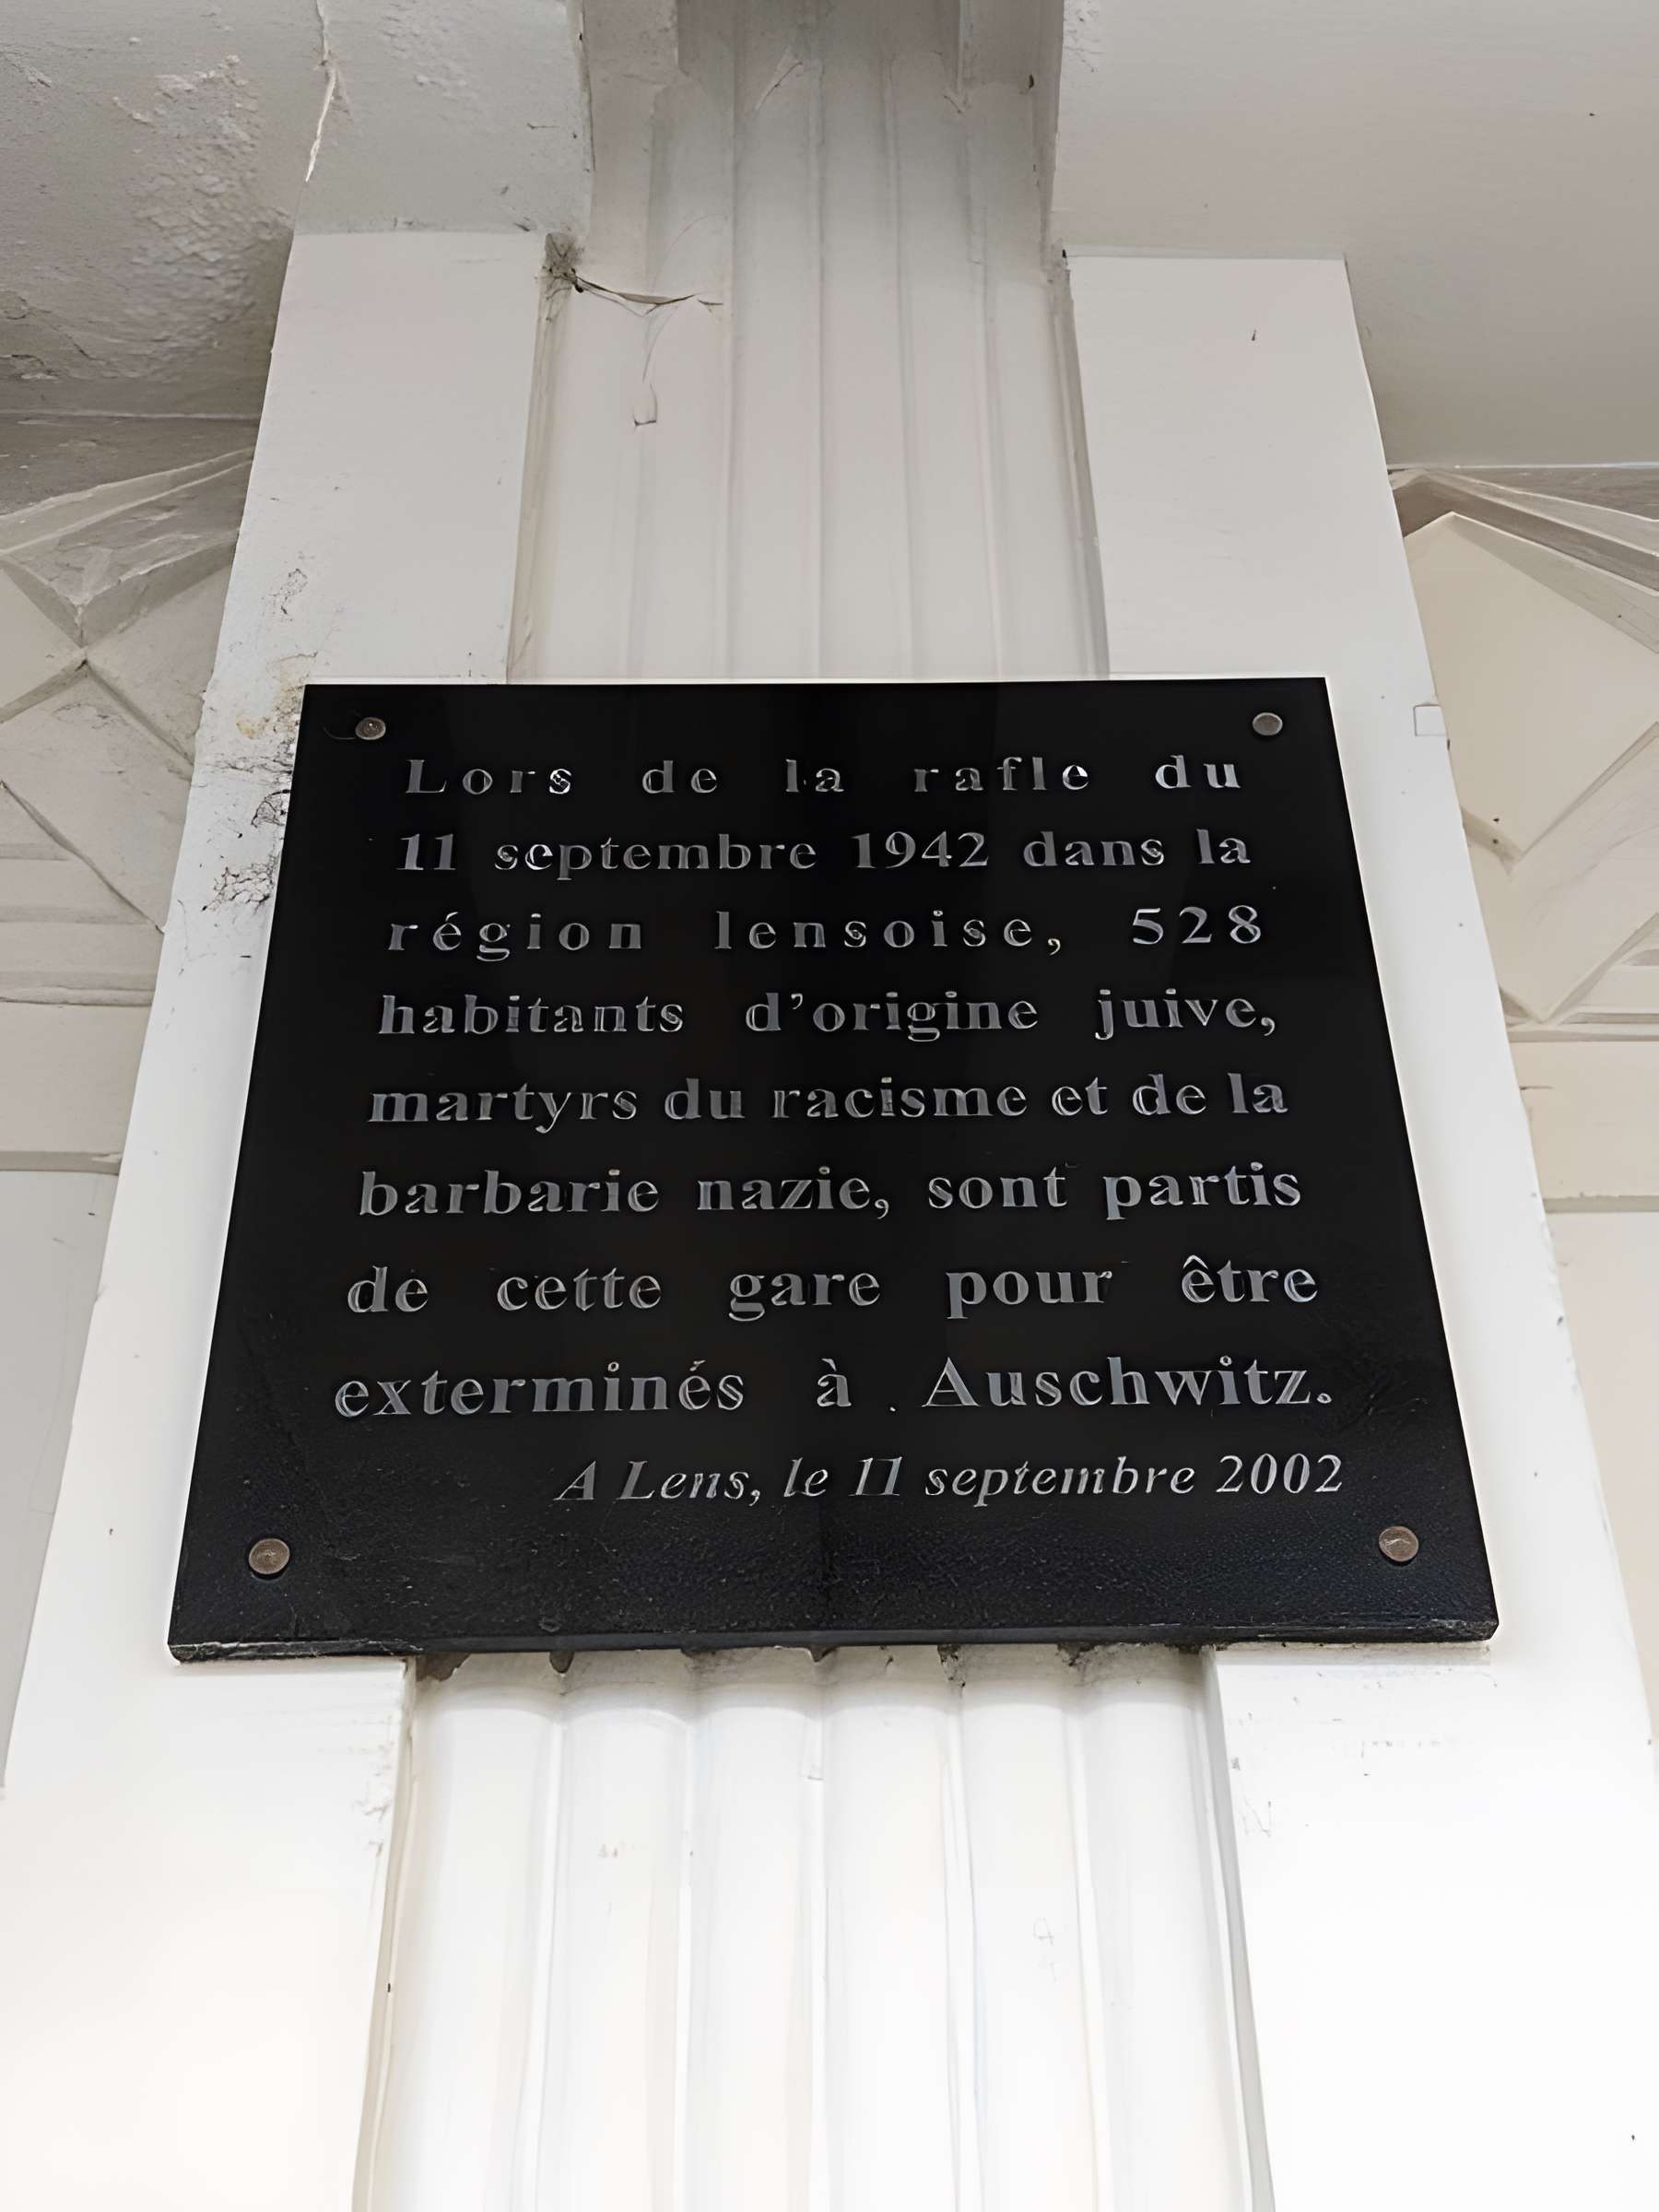 Lors de la rafle du
11 septembre 1942 dans la
région lensoise, 528
habitants d'origine juive,
martyrs du racisme et de la
barbarie nazie, sont partis
de cette gare pour être
exterminés à Auschwitz.
A Lens, le 11 septembre 2002